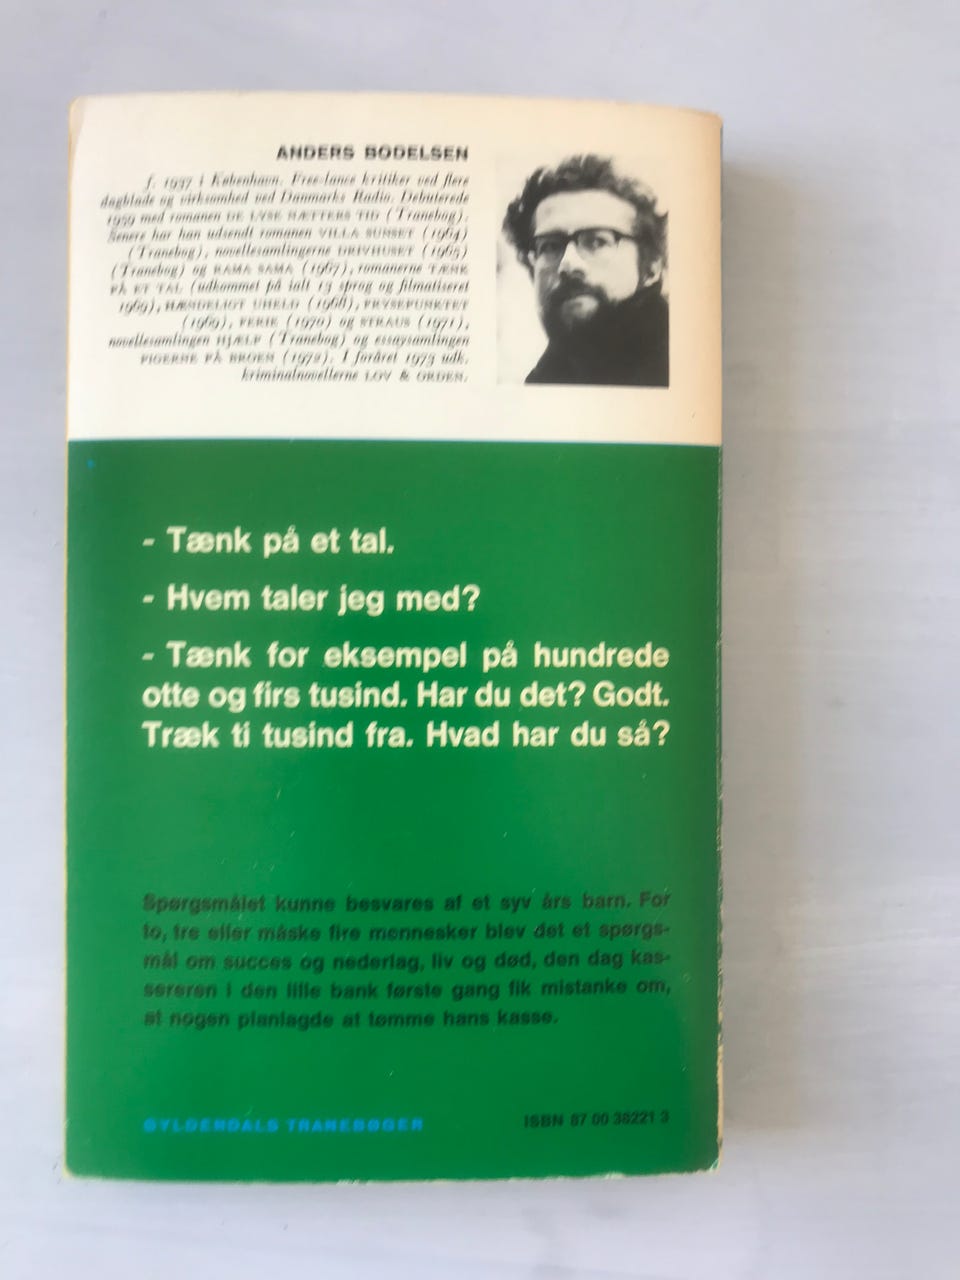 ANDERS BODELSEN
f. 1937 i København. Free-lance kritiker ved flere
dagblade og virksomhed ved Danmarks Radio. Debuterede
1959 med romanen DE LYSE NÆTTERS TID (Tranebog).
Senere har han udsendt romanen VILLA SUNSET (1964)
(Tranebog), novellesamlingerne DRIVHUSET (1965)
(Tranebog) og RAMA SAMA (1967), romanerne TÆNK
PÅ ET TAL (udkommet på ialt 13 sprog og filmatiseret
1969), HÆNDELIGT UHELD (1968), FRYSEPUNKTET
(1969), FERIE (1970) og STRAUS (1971),
novellesamlingen HJÆLP (Tranebog) og essaysamlingen
PIGERNE PÅ BROEN (1972). I foråret 1973 udk.
kriminalnovellerne LOV & ORDEN.
- Tænk på et tal.
- Hvem taler jeg med?
- Tænk for eksempel på hundrede
otte og firs tusind. Har du det? Godt.
Træk ti tusind fra. Hvad har du så?
Spørgsmålet kunne besvares af et syv års barn. For
to, tre eller måske fire mennesker blev det et spørgs-
mål om succes og nederlag, liv og død, den dag kas-
sereren i den lille bank første gang fik mistanke om,
at nogen planlagde at tømme hans kasse.
GYLDENDALS TRANEBØGER
ISBN 87 00 38221 3